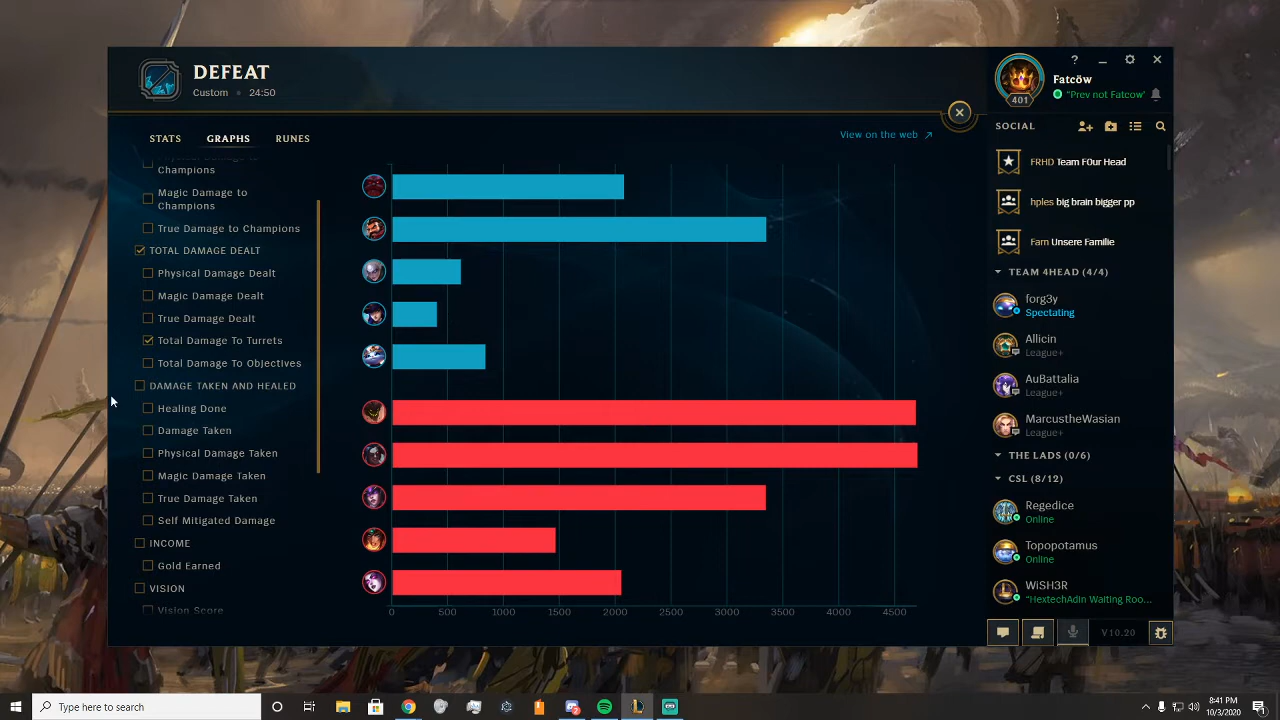 DEFEAT
Custom • 24:50
STATS
GRAPHS
RUNES
View on the web
Physical Damage to
Champions
Magic Damage to
Champions
True Damage to Champions
TOTAL DAMAGE DEALT
Physical Damage Dealt
Magic Damage Dealt
True Damage Dealt
Total Damage To Turrets
Total Damage To Objectives
DAMAGE TAKEN AND HEALED
Healing Done
Damage Taken
Physical Damage Taken
Magic Damage Taken
True Damage Taken
Self Mitigated Damage
INCOME
Gold Earned
VISION
Vision Score
0 500 1000 1500 2000 2500 3000 3500 4000 4500
?
401
Fatcöw
"Prev not Fatcow"
SOCIAL
FRHD Team F0ur Head
hples big brain bigger pp
Fam Unsere Familie
TEAM 4HEAD (4/4)
forg3y
Spectating
Allicin
League+
AuBattalia
League+
MarcustheWasian
League+
THE LADS (0/6)
CSL (8/12)
Regedice
Online
Topopotamus
Online
WiSH3R
"HextechAdin Waiting Roo...
V10.20
Type here to search
8:41 PM
10/3/2020